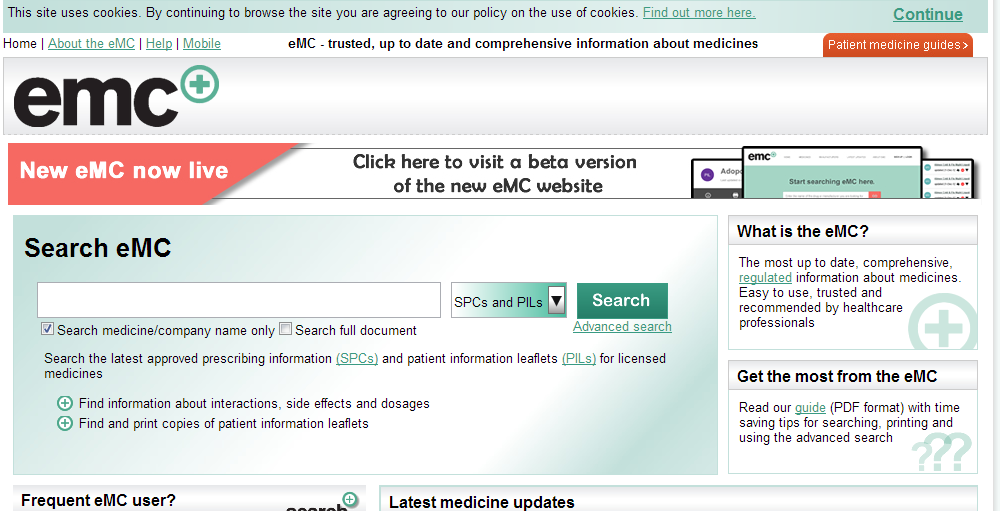 This site uses cookies. By continuing to browse the site you are agreeing to our policy on the use of cookies. Find out more here.
Continue
Home | About the eMC | Help | Mobile
eMC - trusted, up to date and comprehensive information about medicines
Patient medicine guides >
emc
New eMC now live
Click here to visit a beta version
of the new eMC website
PIL
Adopo
emc
Start searching eMC here.
Search eMC
SPCs and PILs
Search
Search medicine/company name only
Search full document
Advanced search
Search the latest approved prescribing information (SPCs) and patient information leaflets (PILs) for licensed
medicines
Find information about interactions, side effects and dosages
Find and print copies of patient information leaflets
What is the eMC?
The most up to date, comprehensive,
regulated information about medicines.
Easy to use, trusted and
recommended by healthcare
professionals
Get the most from the eMC
Read our guide (PDF format) with time
saving tips for searching, printing and
using the advanced search
???
Frequent eMC user?
search
Latest medicine updates